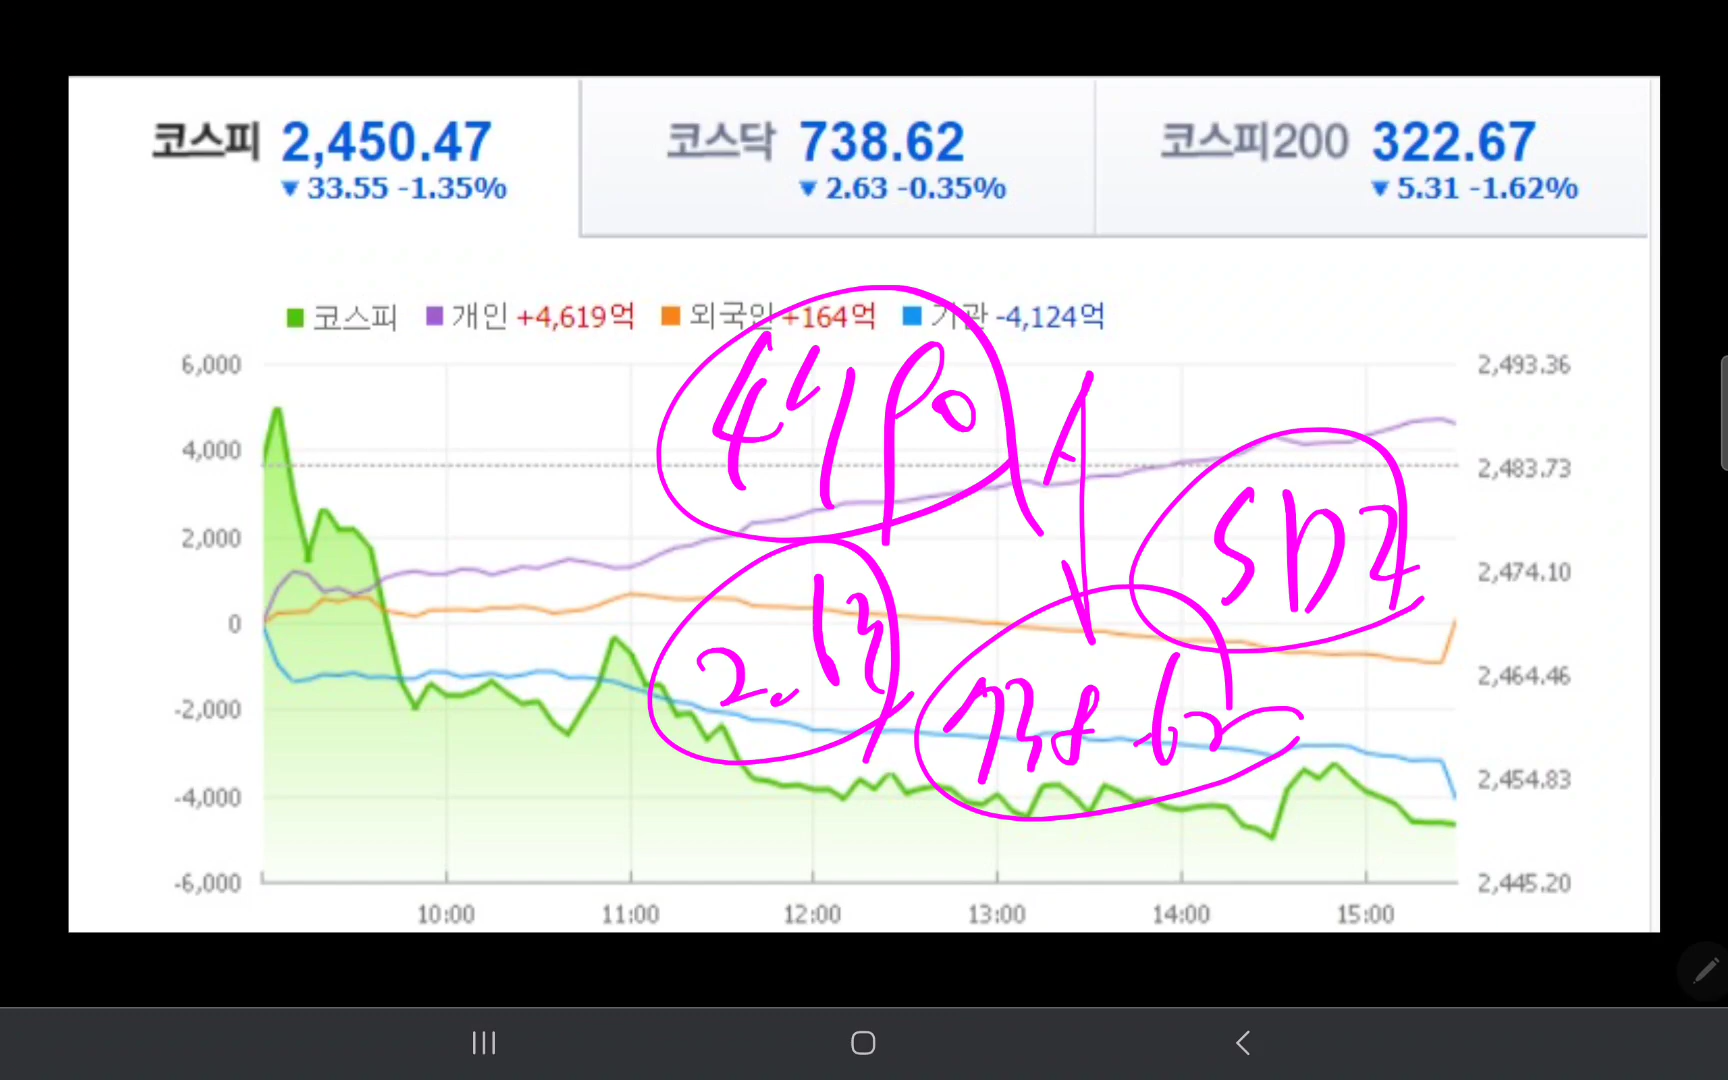 코스피 2,450.47 코스닥 738.62 코스피200 322.67
▼ 33.55 -1.35% ▼ 2.63 -0.35% ▼ 5.31 -1.62%
코스피 개인 +4,619억 외국인 +164억 기관 -4,124억
6,000 2,493.36
4,000 2,483.73
2,000 2,474.10
0 2,464.46
-2,000 2,454.83
-4,000 2,445.20
-6,000
2.13
738.62
10:00 11:00 12:00 13:00 14:00 15:00